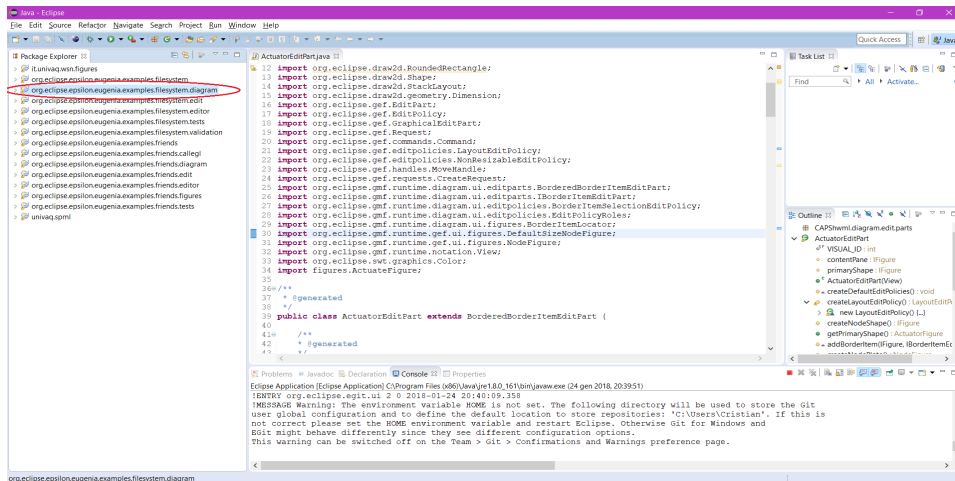 Java - Eclipse
File Edit Source Refactor Navigate Search Project Run Window Help
Quick Access
Java
Package Explorer
it.univaq.wsn.figures
org.eclipse.epsilon.eugenia.examples.filesystem
org.eclipse.epsilon.eugenia.examples.filesystem.diagram
org.eclipse.epsilon.eugenia.examples.filesystem.edit
org.eclipse.epsilon.eugenia.examples.filesystem.editor
org.eclipse.epsilon.eugenia.examples.filesystem.tests
org.eclipse.epsilon.eugenia.examples.filesystem.validation
org.eclipse.epsilon.eugenia.examples.friends
org.eclipse.epsilon.eugenia.examples.friends.callegl
org.eclipse.epsilon.eugenia.examples.friends.diagram
org.eclipse.epsilon.eugenia.examples.friends.edit
org.eclipse.epsilon.eugenia.examples.friends.editor
org.eclipse.epsilon.eugenia.examples.friends.figures
org.eclipse.epsilon.eugenia.examples.friends.tests
univaq.spml
ActuatorEditPart.java
12 import org.eclipse.draw2d.RoundedRectangle;
13 import org.eclipse.draw2d.Shape;
14 import org.eclipse.draw2d.StackLayout;
15 import org.eclipse.draw2d.geometry.Dimension;
16 import org.eclipse.gef.EditPart;
17 import org.eclipse.gef.EditPolicy;
18 import org.eclipse.gef.GraphicalEditPart;
19 import org.eclipse.gef.Request;
20 import org.eclipse.gef.commands.Command;
21 import org.eclipse.gef.editpolicies.LayoutEditPolicy;
22 import org.eclipse.gef.editpolicies.NonResizableEditPolicy;
23 import org.eclipse.gef.handles.MoveHandle;
24 import org.eclipse.gef.requests.CreateRequest;
25 import org.eclipse.gmf.runtime.diagram.ui.editparts.BorderedBorderItemEditPart;
26 import org.eclipse.gmf.runtime.diagram.ui.editparts.IBorderItemEditPart;
27 import org.eclipse.gmf.runtime.diagram.ui.editpolicies.BorderItemSelectionEditPolicy;
28 import org.eclipse.gmf.runtime.diagram.ui.editpolicies.EditPolicyRoles;
29 import org.eclipse.gmf.runtime.diagram.ui.figures.BorderItemLocator;
30 import org.eclipse.gmf.runtime.gef.ui.figures.DefaultSizeNodeFigure;
31 import org.eclipse.gmf.runtime.gef.ui.figures.NodeFigure;
32 import org.eclipse.gmf.runtime.notation.View;
33 import org.eclipse.swt.graphics.Color;
34 import figures.ActuateFigure;
35
36 /**
37 * @generated
38 */
39 public class ActuatorEditPart extends BorderedBorderItemEditPart {
40
41 /**
42 * @generated
43 */
Task List
Find All Activate...
Outline
CAPShwml.diagram.edit.parts
ActuatorEditPart
VISUAL_ID : int
contentPane : IFigure
primaryShape : IFigure
ActuatorEditPart(View)
createDefaultEditPolicies() : void
createLayoutEditPolicy() : LayoutEditP
new LayoutEditPolicy() {...}
createNodeShape() : IFigure
getPrimaryShape() : ActuatorFigure
addBorderItem(IFigure, IBorderItemEd
Problems Javadoc Declaration Console Properties
Eclipse Application [Eclipse Application] C:\Program Files (x86)\Java\jre1.8.0_161\bin\javaw.exe (24 gen 2018, 20:39:51)
!ENTRY org.eclipse.egit.ui 2 0 2018-01-24 20:40:09.358
!MESSAGE Warning: The environment variable HOME is not set. The following directory will be used to store the Git
user global configuration and to define the default location to store repositories: 'C:\Users\Cristian'. If this is
not correct please set the HOME environment variable and restart Eclipse. Otherwise Git for Windows and
EGit might behave differently since they see different configuration options.
This warning can be switched off on the Team > Git > Confirmations and Warnings preference page.
org.eclipse.epsilon.eugenia.examples.filesystem.diagram